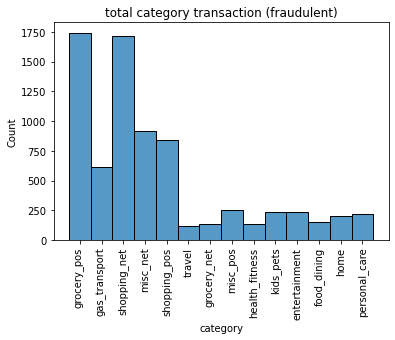 total category transaction (fraudulent)
Count
1750
1500
1250
1000
750
500
250
0
grocery_pos
gas_transport
shopping_net
misc_net
shopping_pos
travel
grocery_net
misc_pos
health_fitness
kids_pets
entertainment
food_dining
home
personal_care
category